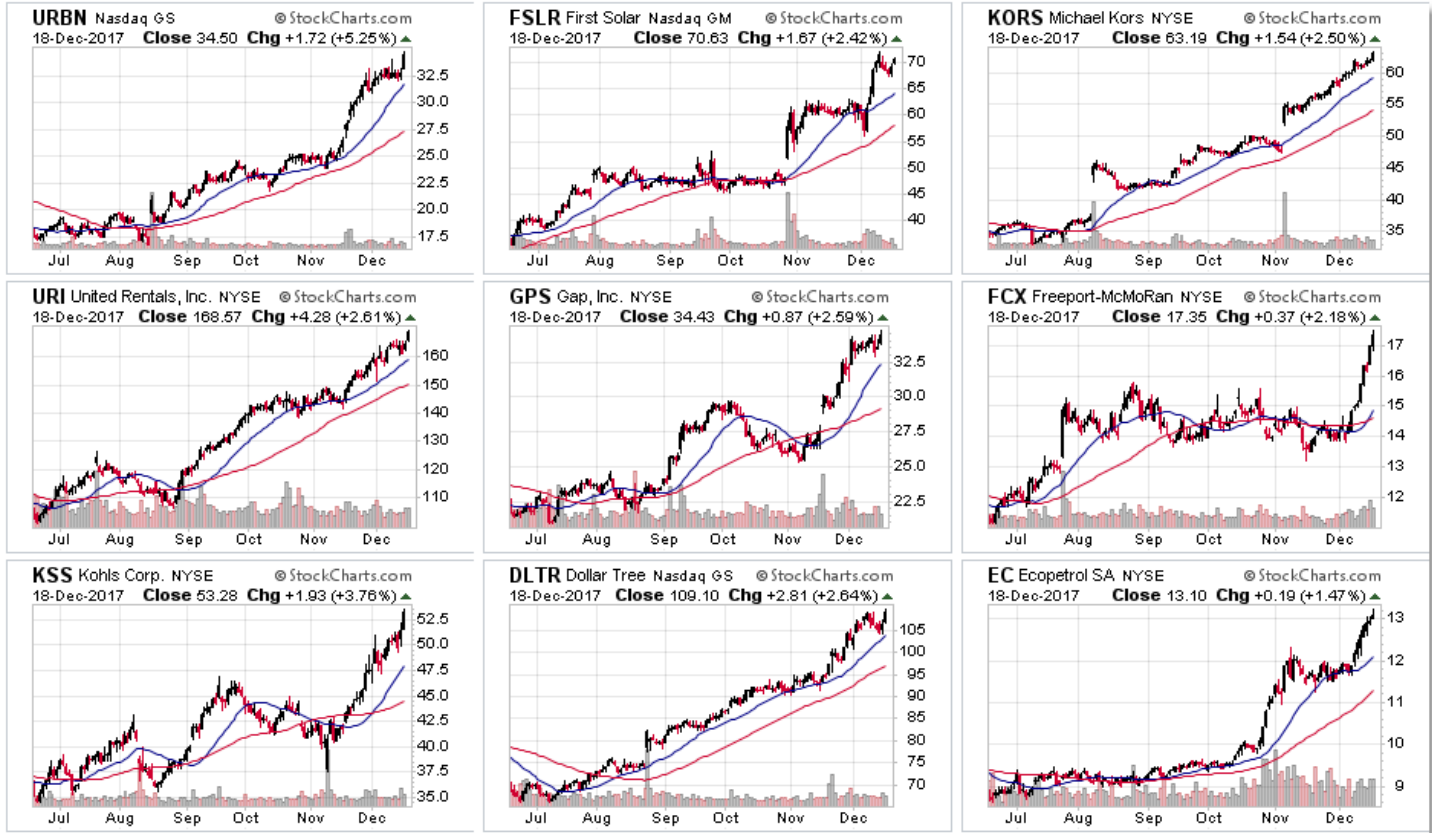 URBN Nasdaq GS © StockCharts.com
18-Dec-2017 Close 34.50 Chg +1.72 (+5.25%)
32.5
30.0
27.5
25.0
22.5
20.0
17.5
Jul Aug Sep Oct Nov Dec
FSLR First Solar Nasdaq GM © StockCharts.com
18-Dec-2017 Close 70.63 Chg +1.67 (+2.42%)
70
65
60
55
50
45
40
Jul Aug Sep Oct Nov Dec
KORS Michael Kors NYSE © StockCharts.com
18-Dec-2017 Close 63.19 Chg +1.54 (+2.50%)
60
55
50
45
40
35
Jul Aug Sep Oct Nov Dec
URI United Rentals, Inc. NYSE © StockCharts.com
18-Dec-2017 Close 168.57 Chg +4.28 (+2.61%)
160
150
140
130
120
110
Jul Aug Sep Oct Nov Dec
GPS Gap, Inc. NYSE © StockCharts.com
18-Dec-2017 Close 34.43 Chg +0.87 (+2.59%)
32.5
30.0
27.5
25.0
22.5
Jul Aug Sep Oct Nov Dec
FCX Freeport-McMoRan NYSE © StockCharts.com
18-Dec-2017 Close 17.35 Chg +0.37 (+2.18%)
17
16
15
14
13
12
Jul Aug Sep Oct Nov Dec
KSS Kohls Corp. NYSE © StockCharts.com
18-Dec-2017 Close 53.28 Chg +1.93 (+3.76%)
52.5
50.0
47.5
45.0
42.5
40.0
37.5
35.0
Jul Aug Sep Oct Nov Dec
DLTR Dollar Tree Nasdaq GS © StockCharts.com
18-Dec-2017 Close 109.10 Chg +2.81 (+2.64%)
105
100
95
90
85
80
75
70
Jul Aug Sep Oct Nov Dec
EC Ecopetrol SA NYSE © StockCharts.com
18-Dec-2017 Close 13.10 Chg +0.19 (+1.47%)
13
12
11
10
9
Jul Aug Sep Oct Nov Dec